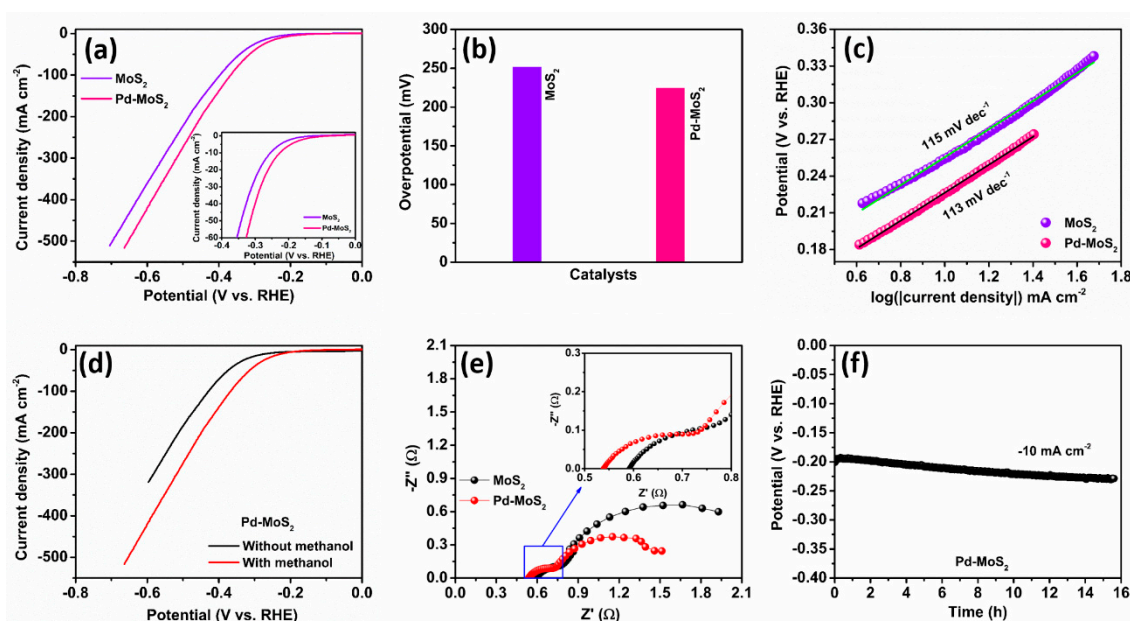 (a)
0
-100
-200
-300
-400
-500
Current density (mA cm⁻²)
MoS₂
Pd-MoS₂
-0.8
-0.6
-0.4
-0.2
0.0
Potential (V vs. RHE)
0
-10
-20
-30
-40
-50
-60
Current density (mA cm⁻²)
MoS₂
Pd-MoS₂
-0.4
-0.3
-0.2
-0.1
0.0
Potential (V vs. RHE)
(b)
300
250
200
150
100
50
0
Overpotential (mV)
MoS₂
Pd-MoS₂
Catalysts
(c)
0.36
0.33
0.30
0.27
0.24
0.21
0.18
Potential (V vs. RHE)
115 mV dec⁻¹
113 mV dec⁻¹
MoS₂
Pd-MoS₂
0.6
0.8
1.0
1.2
1.4
1.6
1.8
log(|current density|) mA cm⁻²
(d)
0
-100
-200
-300
-400
-500
Current density (mA cm⁻²)
Pd-MoS₂
Without methanol
With methanol
-0.8
-0.6
-0.4
-0.2
0.0
Potential (V vs. RHE)
(e)
2.1
1.8
1.5
1.2
0.9
0.6
0.3
0.0
-Z'' (Ω)
MoS₂
Pd-MoS₂
0.3
0.2
0.1
0.0
-Z'' (Ω)
0.5
0.6
0.7
0.8
Z' (Ω)
0.0
0.3
0.6
0.9
1.2
1.5
1.8
2.1
Z' (Ω)
(f)
0.00
-0.05
-0.10
-0.15
-0.20
-0.25
-0.30
-0.35
-0.40
Potential (V vs. RHE)
-10 mA cm⁻²
Pd-MoS₂
0
2
4
6
8
10
12
14
16
Time (h)